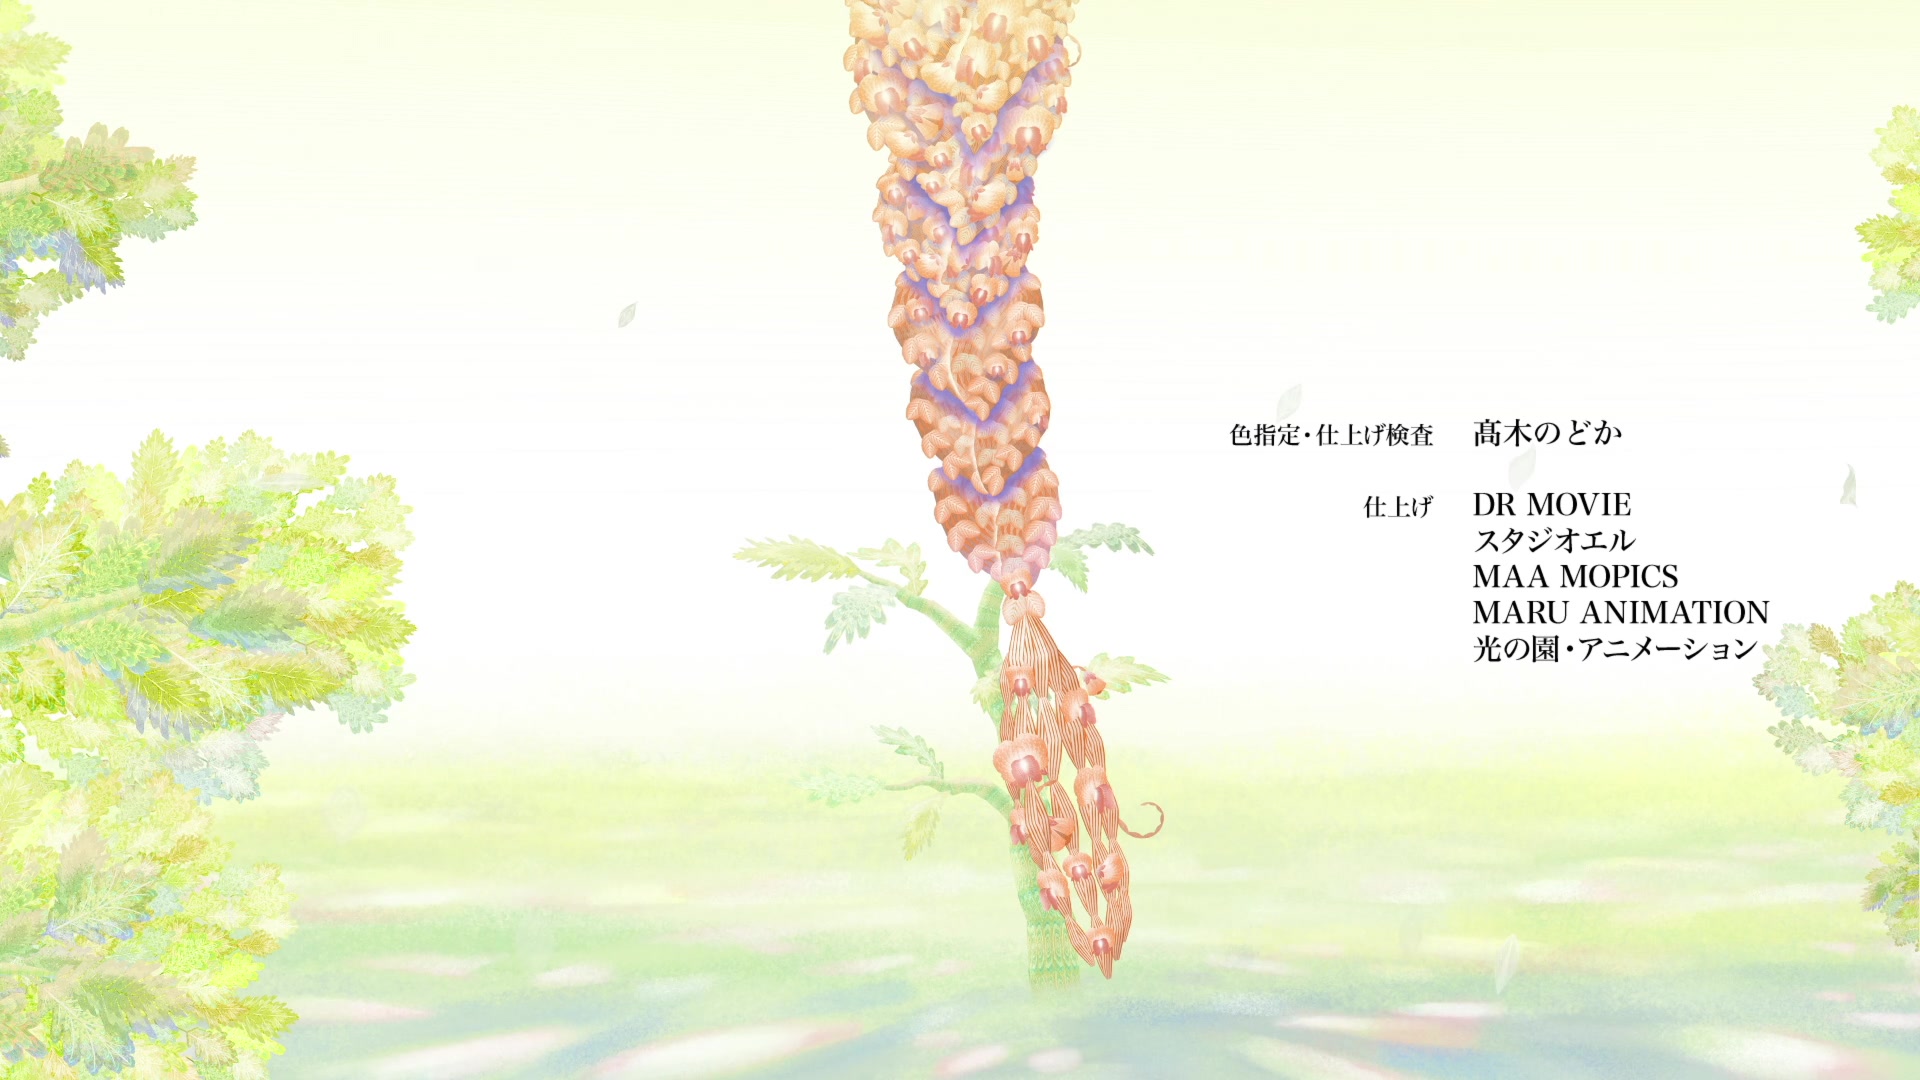 色指定・仕上げ検査 髙木のどか
仕上げ DR MOVIE
スタジオエル
MAA MOPICS
MARU ANIMATION
光の園・アニメーション